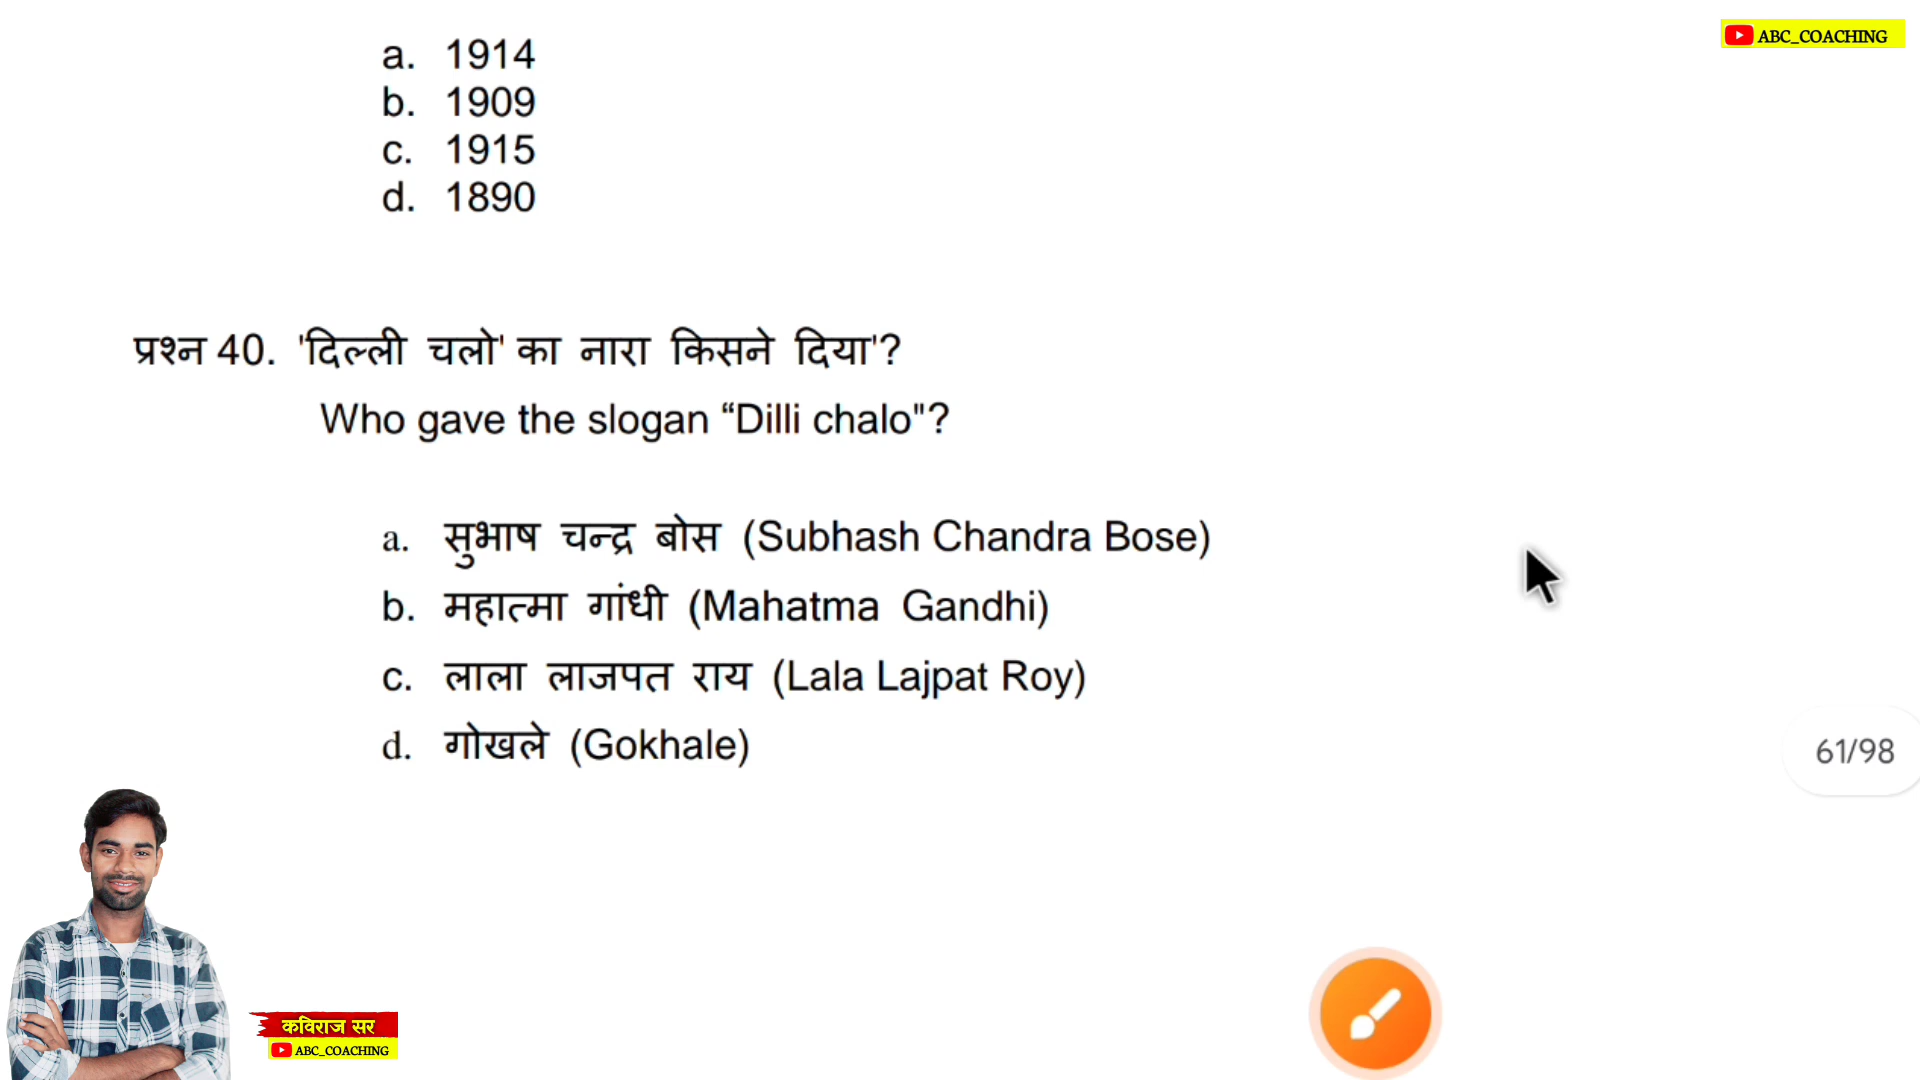 ABC_COACHING
a. 1914
b. 1909
c. 1915
d. 1890
प्रश्न 40. 'दिल्ली चलो' का नारा किसने दिया'?
Who gave the slogan “Dilli chalo"?
a. सुभाष चन्द्र बोस (Subhash Chandra Bose)
b. महात्मा गांधी (Mahatma Gandhi)
c. लाला लाजपत राय (Lala Lajpat Roy)
d. गोखले (Gokhale)
61/98
कविराज सर
ABC_COACHING